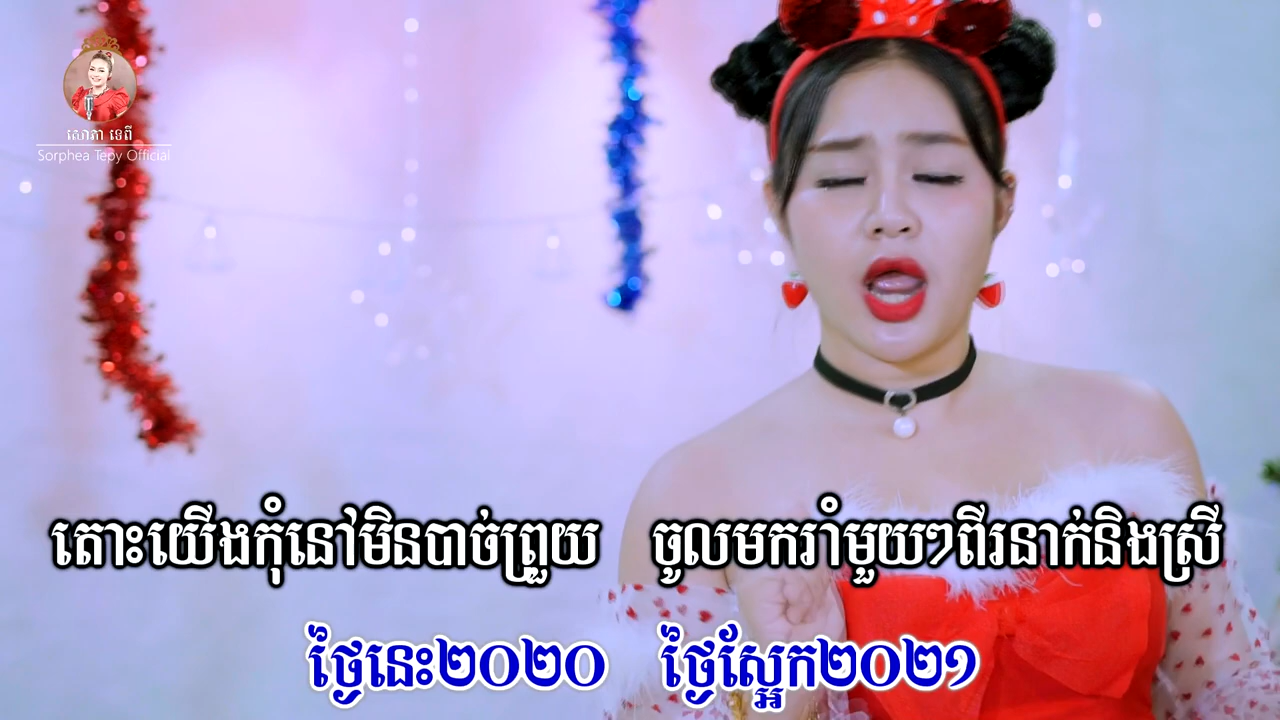 សោភា ទេពី
Sorphea Tepy Official
តោះយើងកុំនៅមិនបាច់ព្រួយ ចូលមករាំមួយៗពីរនាក់និងស្រី
ថ្ងៃនេះ២០២០ ថ្ងៃស្អែក២០២១